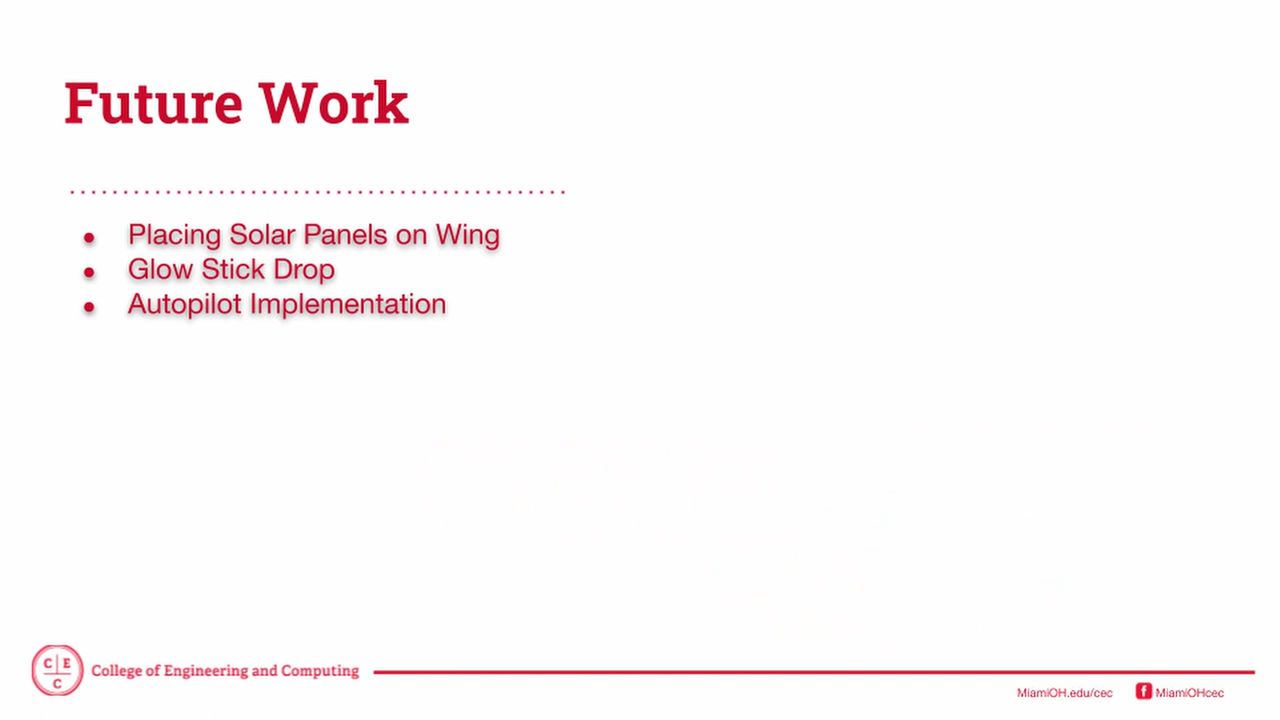 Future Work
● Placing Solar Panels on Wing
● Glow Stick Drop
● Autopilot Implementation
C E
C
College of Engineering and Computing
MiamiOH.edu/cec
f MiamiOHcec